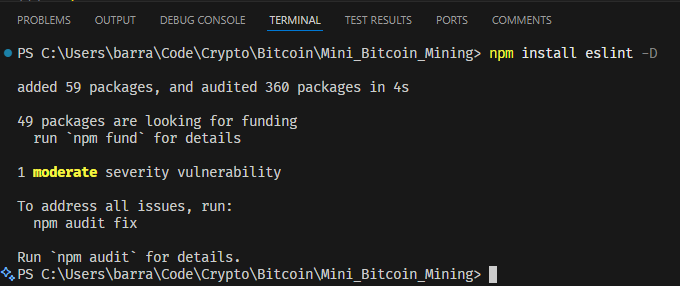 PROBLEMS OUTPUT DEBUG CONSOLE TERMINAL TEST RESULTS PORTS COMMENTS
PS C:\Users\barra\Code\Crypto\Bitcoin\Mini_Bitcoin_Mining> npm install eslint -D
added 59 packages, and audited 360 packages in 4s
49 packages are looking for funding
run `npm fund` for details
1 moderate severity vulnerability
To address all issues, run:
npm audit fix
Run `npm audit` for details.
PS C:\Users\barra\Code\Crypto\Bitcoin\Mini_Bitcoin_Mining>